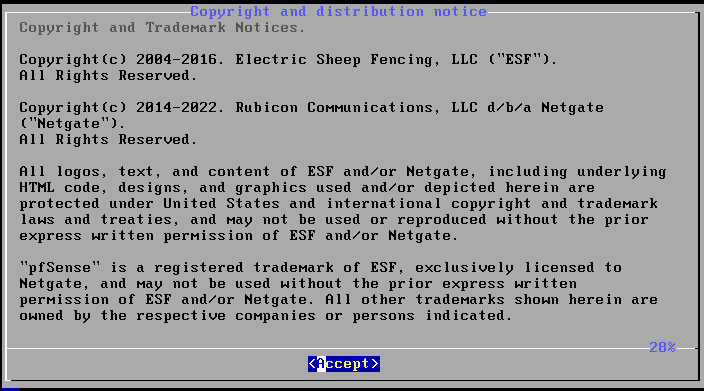 Copyright and distribution notice
Copyright and Trademark Notices.
Copyright(c) 2004-2016. Electric Sheep Fencing, LLC ("ESF").
All Rights Reserved.
Copyright(c) 2014-2022. Rubicon Communications, LLC d/b/a Netgate
("Netgate").
All Rights Reserved.
All logos, text, and content of ESF and/or Netgate, including underlying
HTML code, designs, and graphics used and/or depicted herein are
protected under United States and international copyright and trademark
laws and treaties, and may not be used or reproduced without the prior
express written permission of ESF and/or Netgate.
"pfSense" is a registered trademark of ESF, exclusively licensed to
Netgate, and may not be used without the prior express written
permission of ESF and/or Netgate. All other trademarks shown herein are
owned by the respective companies or persons indicated.
28%
<Accept>